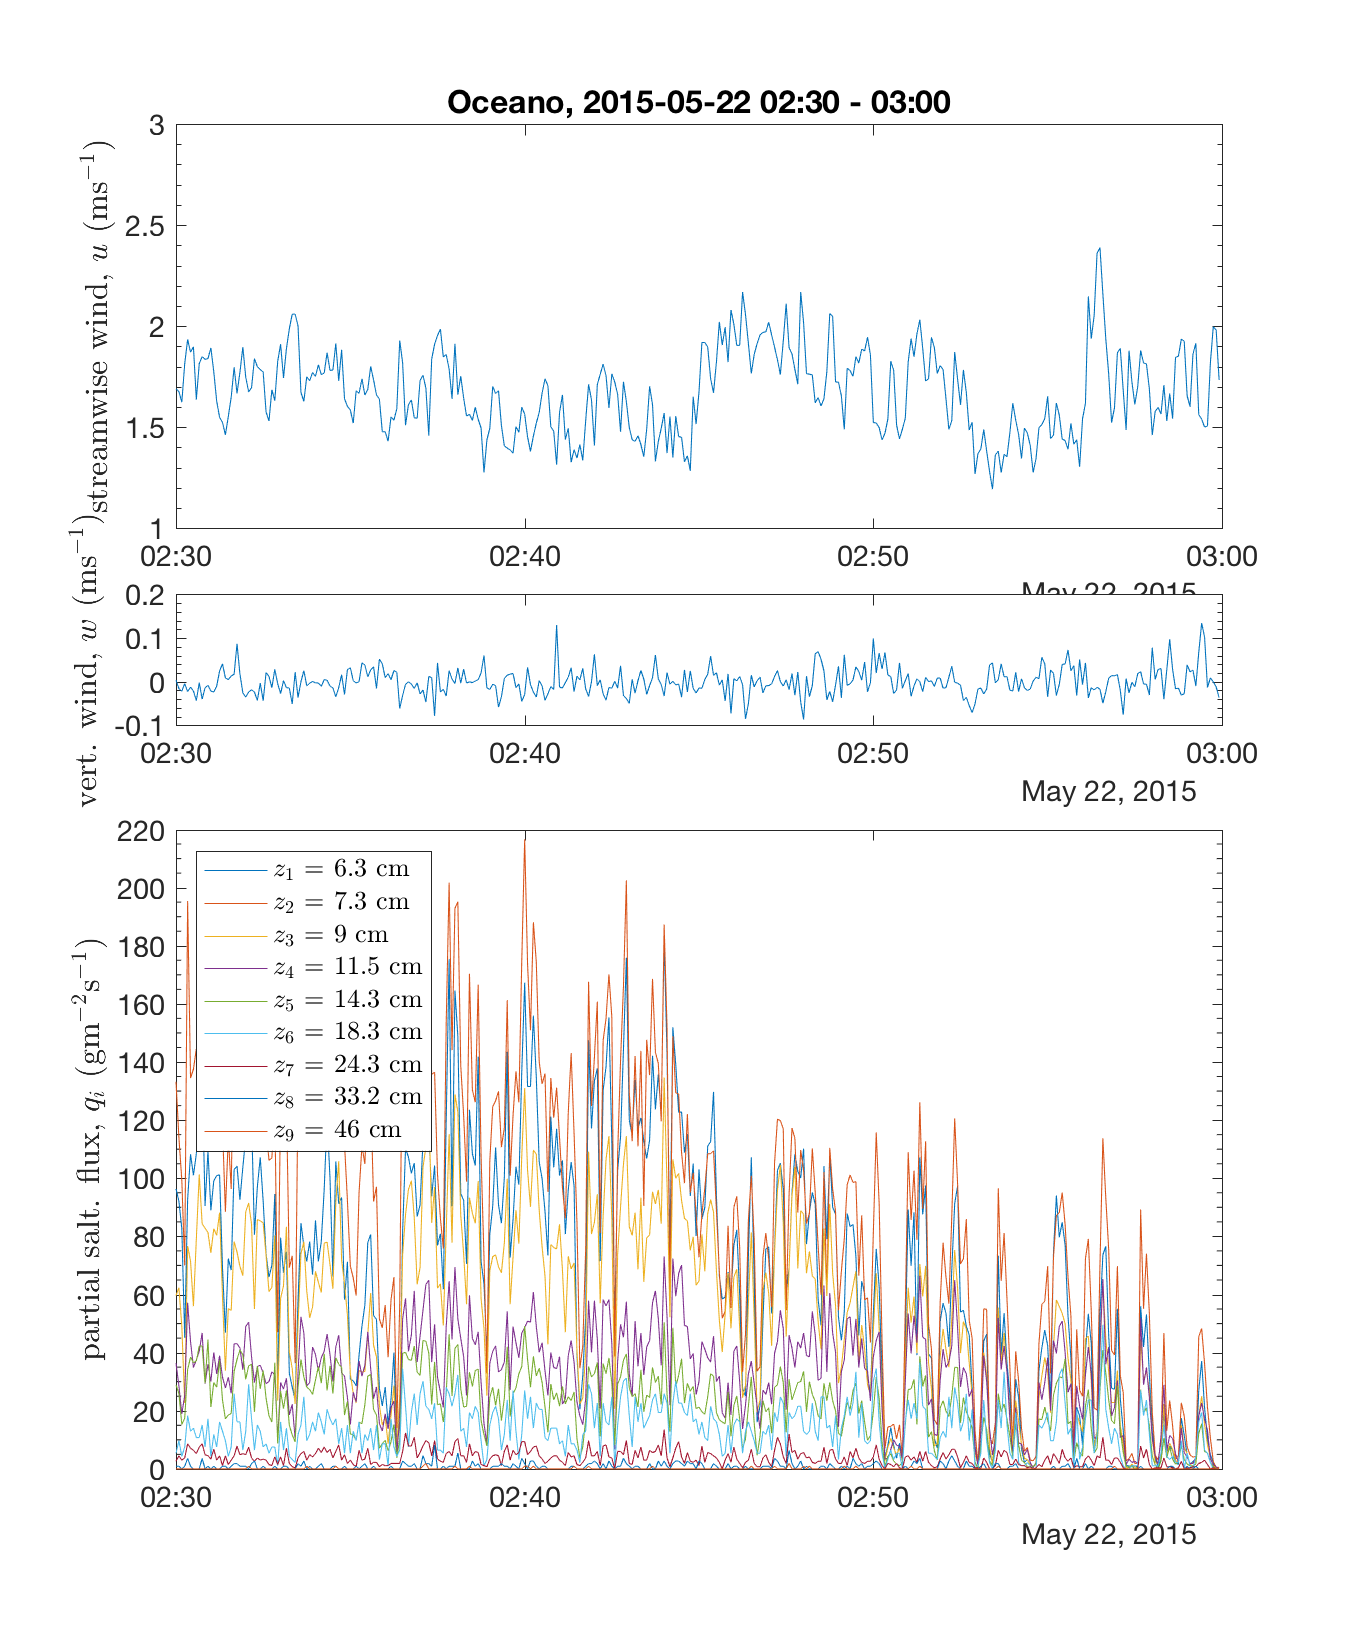 Oceano, 2015-05-22 02:30 - 03:00
streamwise wind, u (ms⁻¹)
3
2.5
2
1.5
1
02:30 02:40 02:50 03:00
May 22, 2015
vert. wind, w (ms⁻¹)
0.2
0.1
0
-0.1
02:30 02:40 02:50 03:00
May 22, 2015
partial salt. flux, qᵢ (gm⁻²s⁻¹)
220
200
180
160
140
120
100
80
60
40
20
0
z₁ = 6.3 cm
z₂ = 7.3 cm
z₃ = 9 cm
z₄ = 11.5 cm
z₅ = 14.3 cm
z₆ = 18.3 cm
z₇ = 24.3 cm
z₈ = 33.2 cm
z₉ = 46 cm
02:30 02:40 02:50 03:00
May 22, 2015